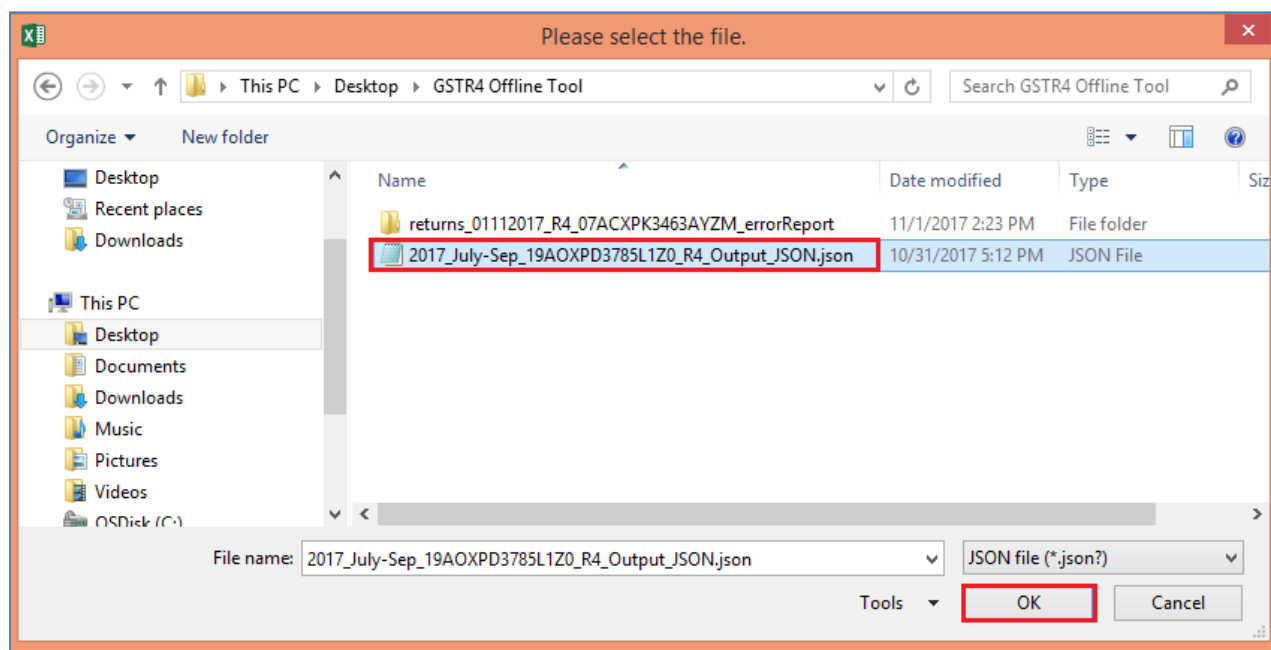 Please select the file.
This PC Desktop GSTR4 Offline Tool
Search GSTR4 Offline Tool
Organize
New folder
Name
Date modified
Type
Siz
Desktop
Recent places
Downloads
This PC
Desktop
Documents
Downloads
Music
Pictures
Videos
OSDisk (C:)
returns_01112017_R4_07ACXPK3463AYZM_errorReport 11/1/2017 2:23 PM File folder
2017_July-Sep_19AOXPD3785L1Z0_R4_Output_JSON.json 10/31/2017 5:12 PM JSON File
File name: 2017_July-Sep_19AOXPD3785L1Z0_R4_Output_JSON.json
JSON file (*.json?)
Tools
OK
Cancel